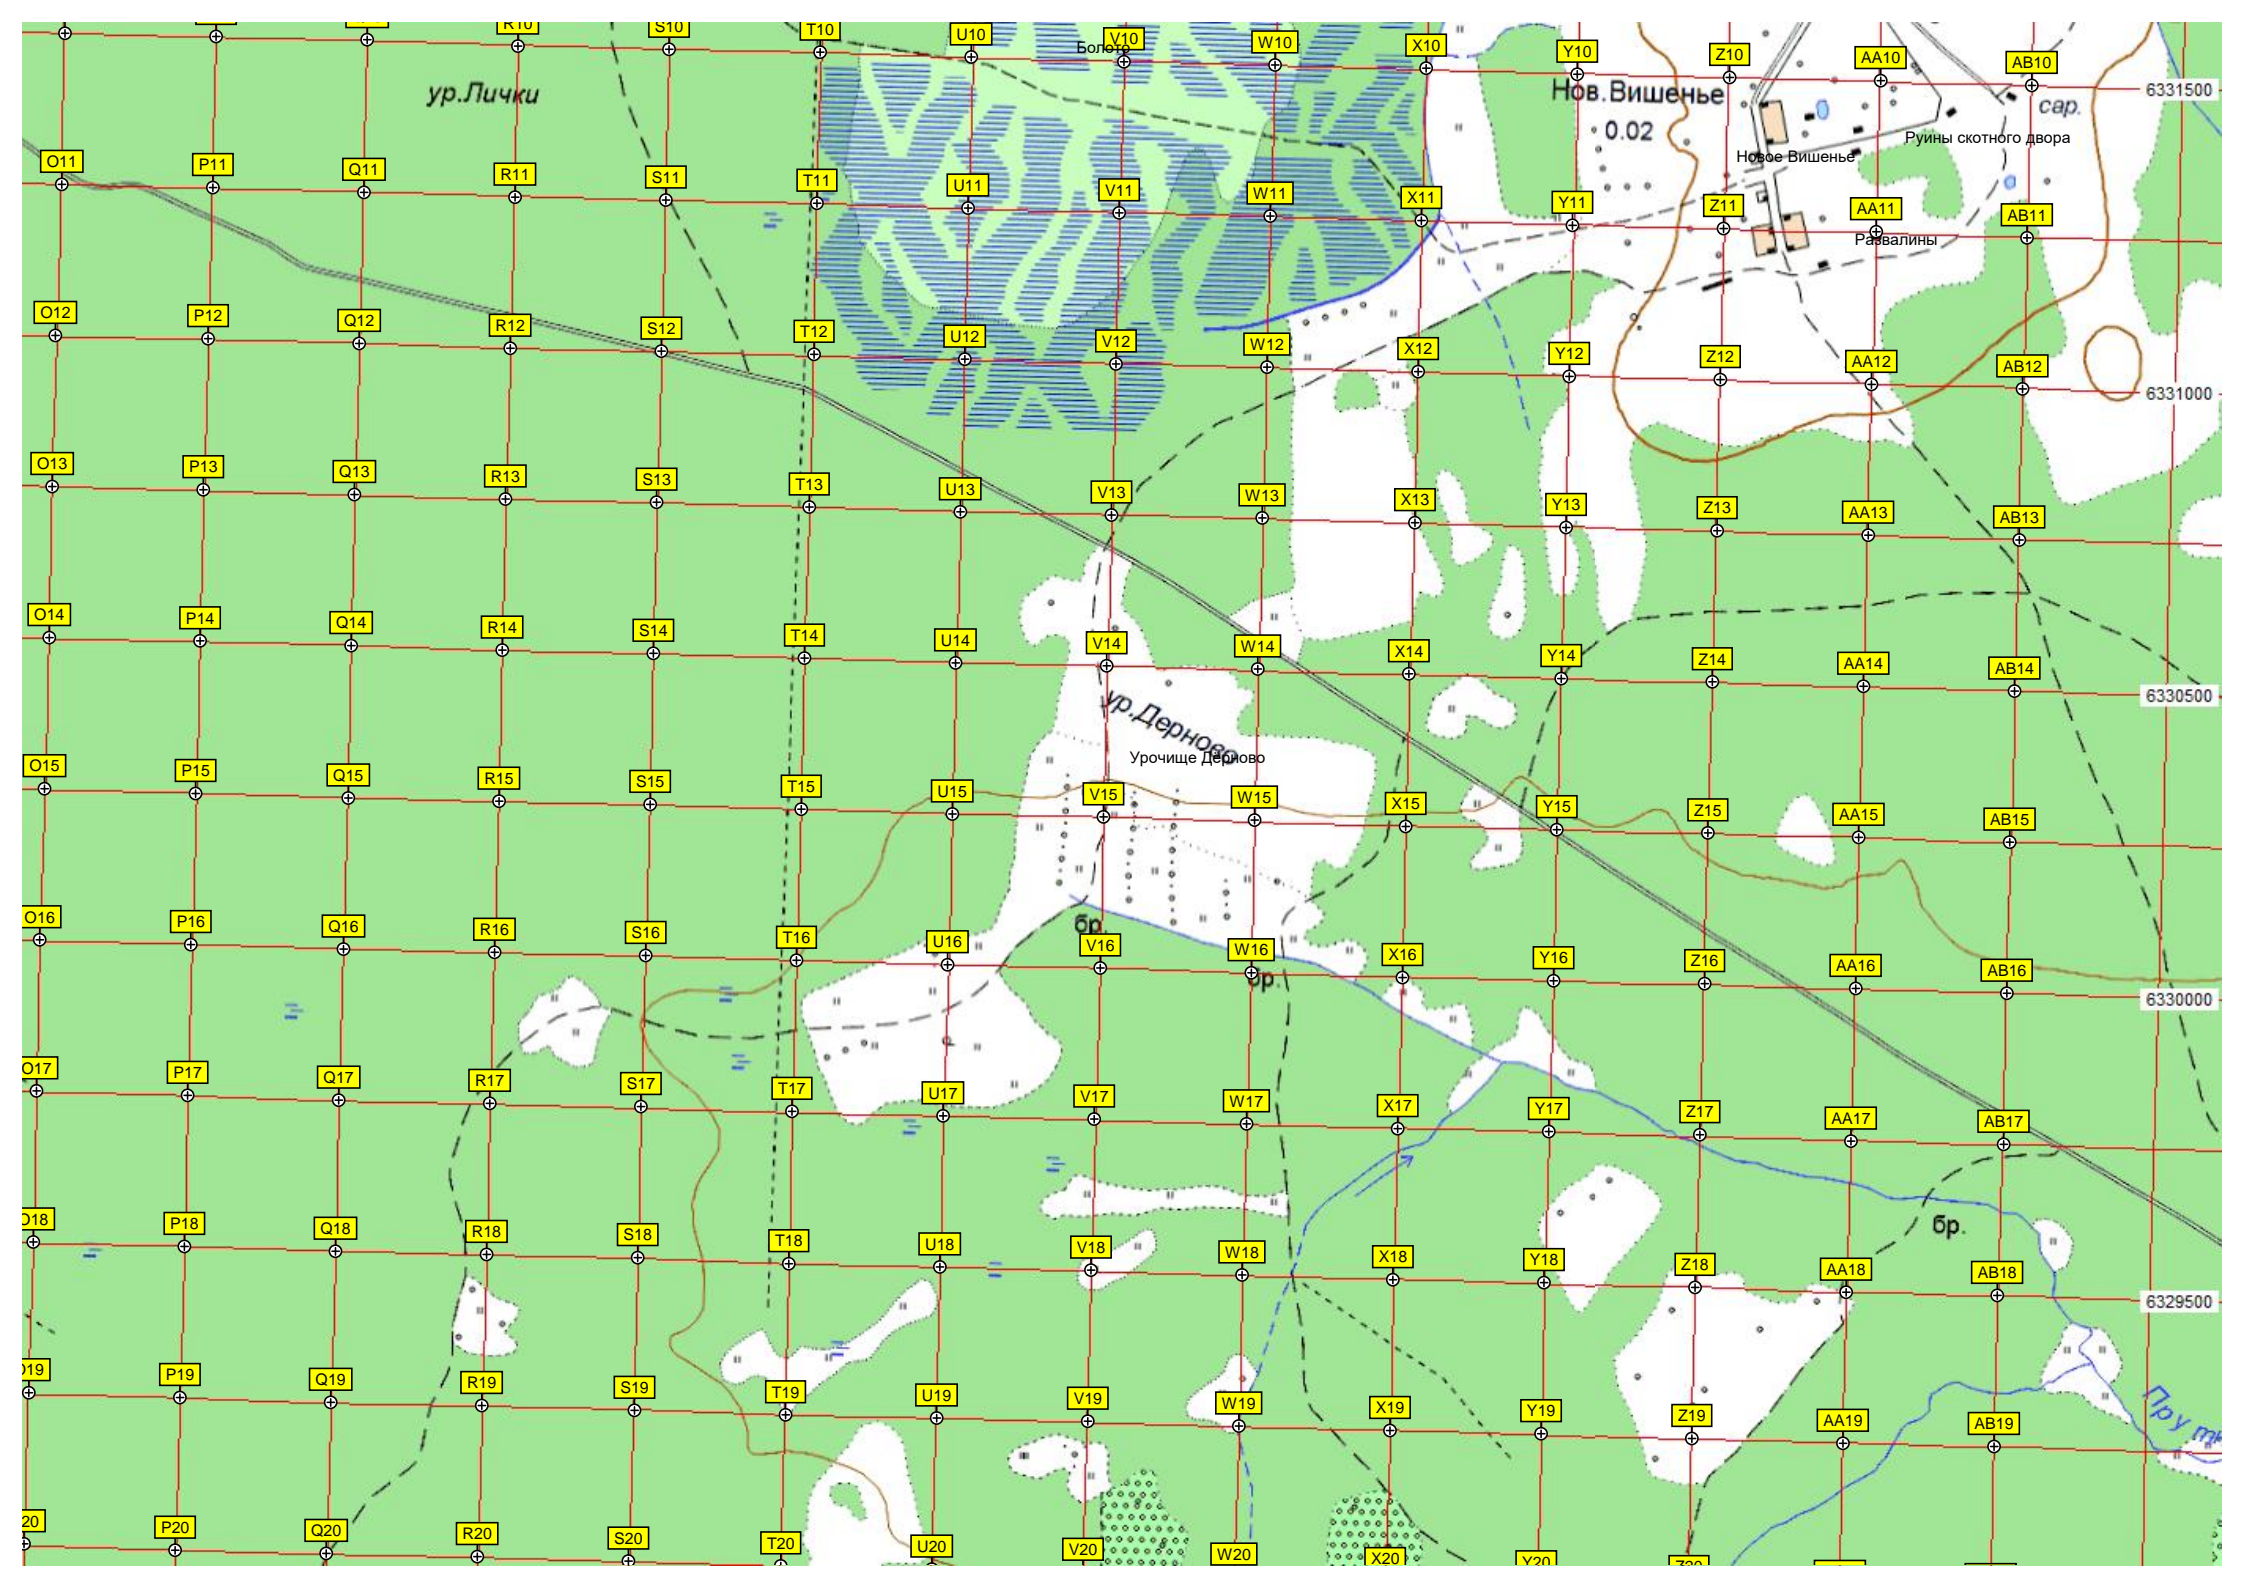 R10
S10
T10
U10
V10
W10
X10
Y10
Z10
AA10
AB10
Болото
ур.Лички
Нов.Вишенье
0.02
6331500
сар.
Руины скотного двора
Новое Вишенье
O11
P11
Q11
R11
S11
T11
U11
V11
W11
X11
Y11
Z11
AA11
AB11
Развалины
O12
P12
Q12
R12
S12
T12
U12
V12
W12
X12
Y12
Z12
AA12
AB12
6331000
O13
P13
Q13
R13
S13
T13
U13
V13
W13
X13
Y13
Z13
AA13
AB13
O14
P14
Q14
R14
S14
T14
U14
V14
W14
X14
Y14
Z14
AA14
AB14
6330500
ур.Дерново
Урочище Дерново
O15
P15
Q15
R15
S15
T15
U15
V15
W15
X15
Y15
Z15
AA15
AB15
O16
P16
Q16
R16
S16
T16
U16
бр.
V16
W16
X16
Y16
Z16
AA16
AB16
бр.
6330000
O17
P17
Q17
R17
S17
T17
U17
V17
W17
X17
Y17
Z17
AA17
AB17
O18
P18
Q18
R18
S18
T18
U18
V18
W18
X18
Y18
Z18
AA18
AB18
бр.
6329500
O19
P19
Q19
R19
S19
T19
U19
V19
W19
X19
Y19
Z19
AA19
AB19
20
P20
Q20
R20
S20
T20
U20
V20
W20
X20
Y20
Z20